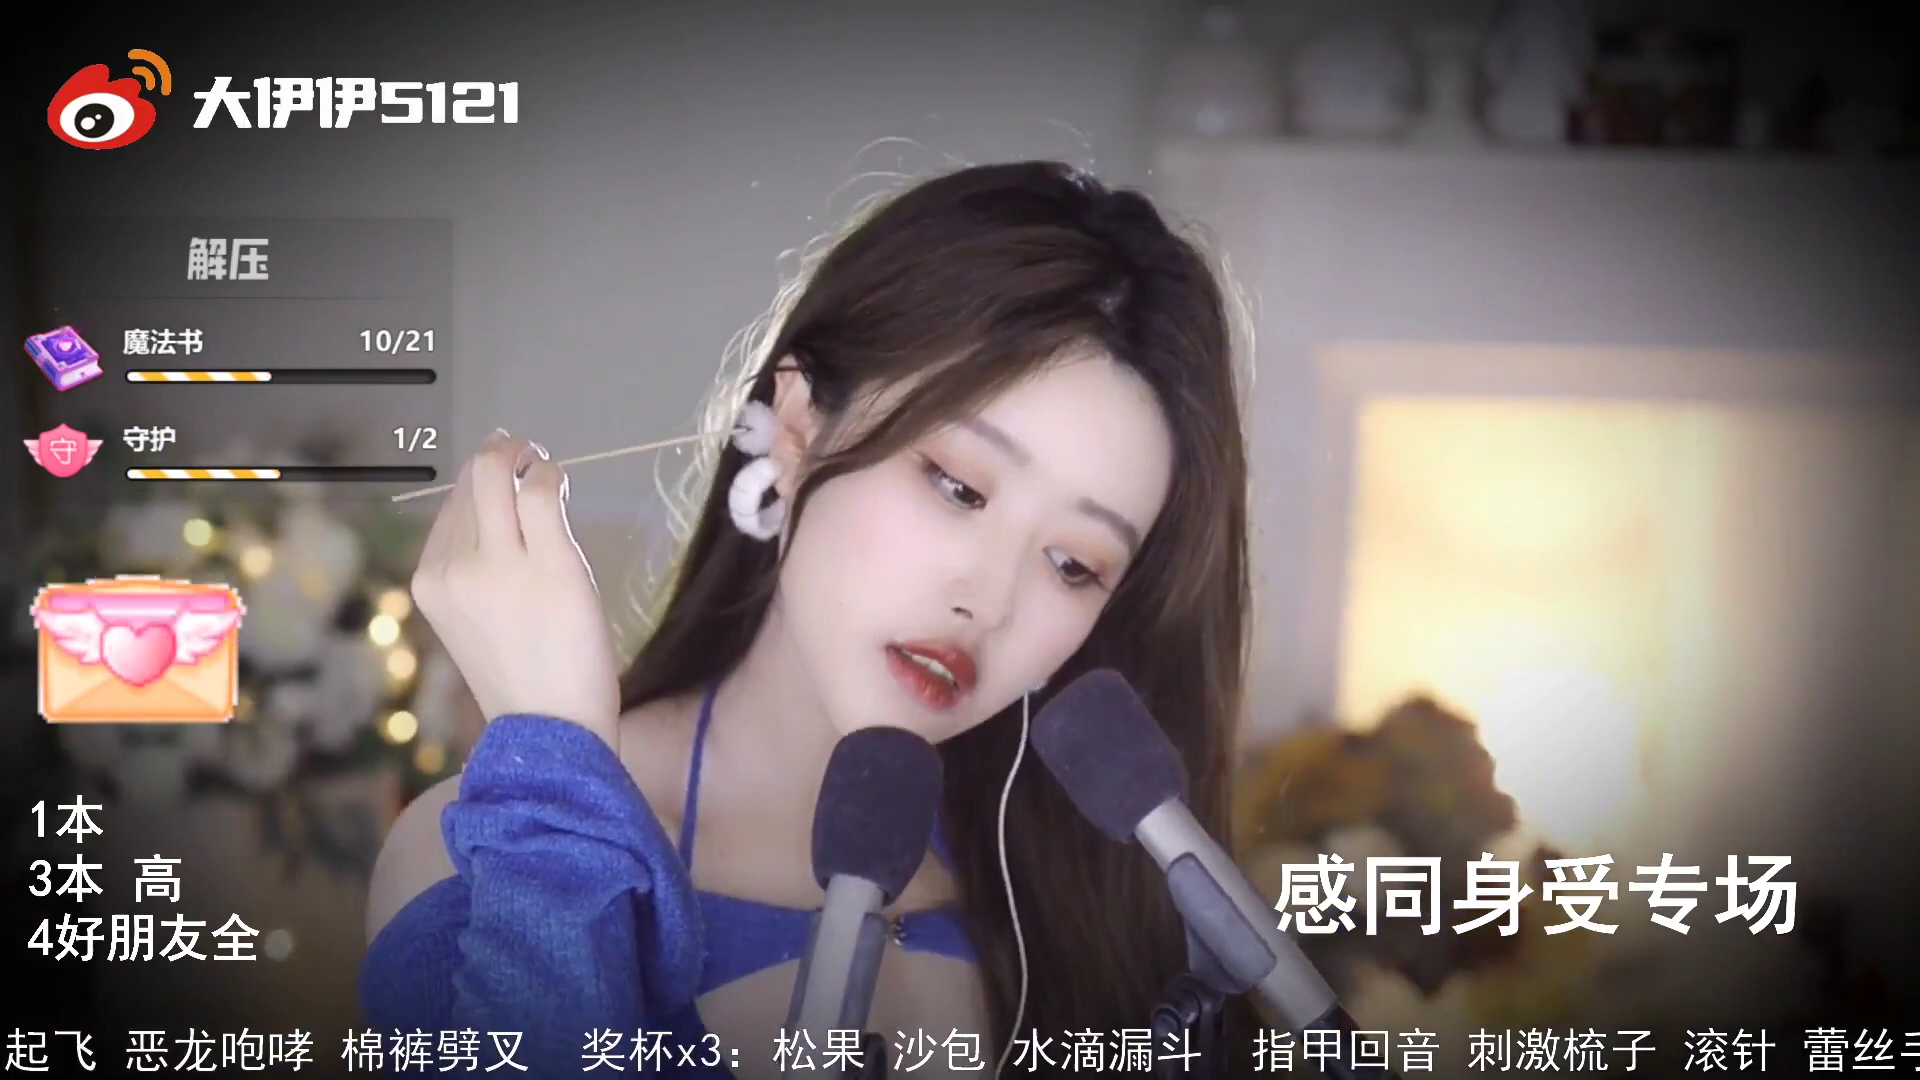 大伊伊5121
解压
魔法书 10/21
守护 1/2
守
1本
3本 高
4好朋友全
感同身受专场
起飞 恶龙咆哮 棉裤劈叉 奖杯x3：松果 沙包 水滴漏斗 指甲回音 刺激梳子 滚针 蕾丝手